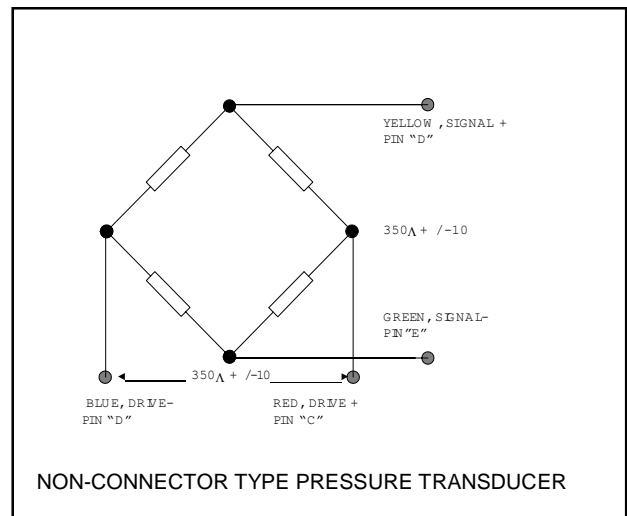 YELLOW ,SIGNAL +
PIN "D"
350Λ + /-10
GREEN, SIGNAL-
PIN"E"
350Λ + /-10
BLUE, DRIVE-
PIN "D"
RED, DRIVE +
PIN "C"
NON-CONNECTOR TYPE PRESSURE TRANSDUCER